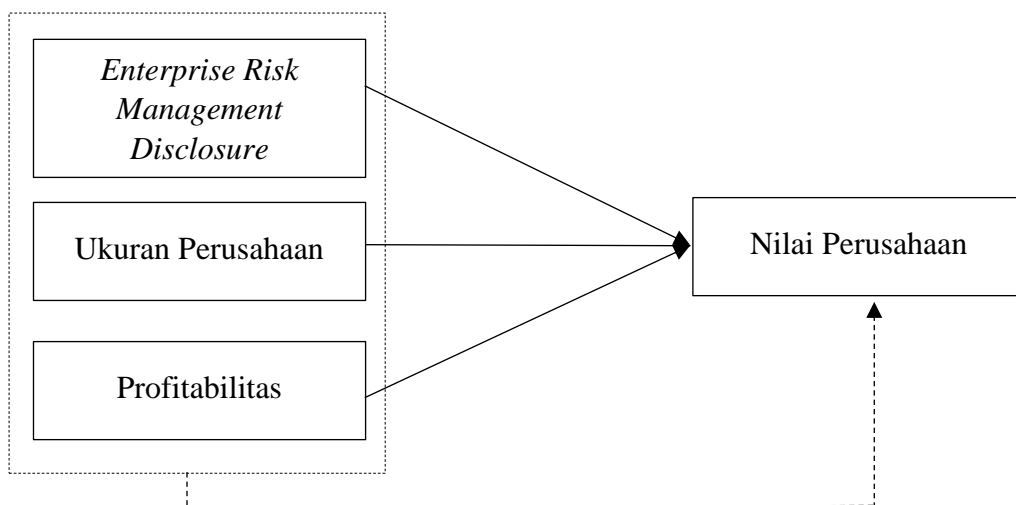 Enterprise Risk
Management
Disclosure
Ukuran Perusahaan
Nilai Perusahaan
Profitabilitas